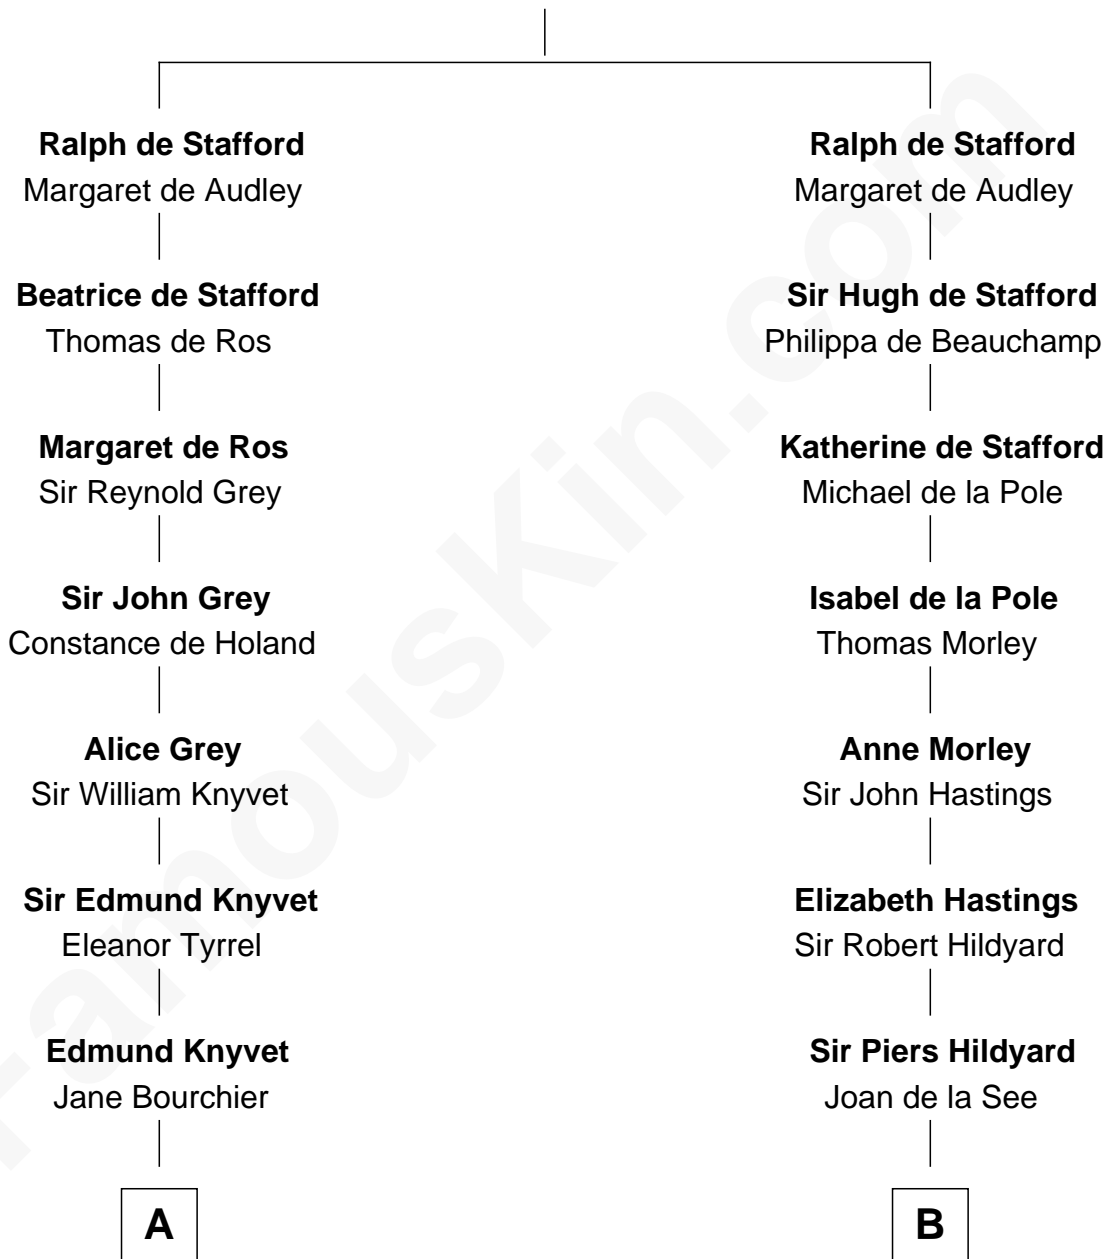 Ralph de Stafford
Margaret de Audley
Beatrice de Stafford
Thomas de Ros
Margaret de Ros
Sir Reynold Grey
Sir John Grey
Constance de Holand
Alice Grey
Sir William Knyvet
Sir Edmund Knyvet
Eleanor Tyrrel
Edmund Knyvet
Jane Bourchier
A
Ralph de Stafford
Margaret de Audley
Sir Hugh de Stafford
Philippa de Beauchamp
Katherine de Stafford
Michael de la Pole
Isabel de la Pole
Thomas Morley
Anne Morley
Sir John Hastings
Elizabeth Hastings
Sir Robert Hildyard
Sir Piers Hildyard
Joan de la See
B
FamousKin.com